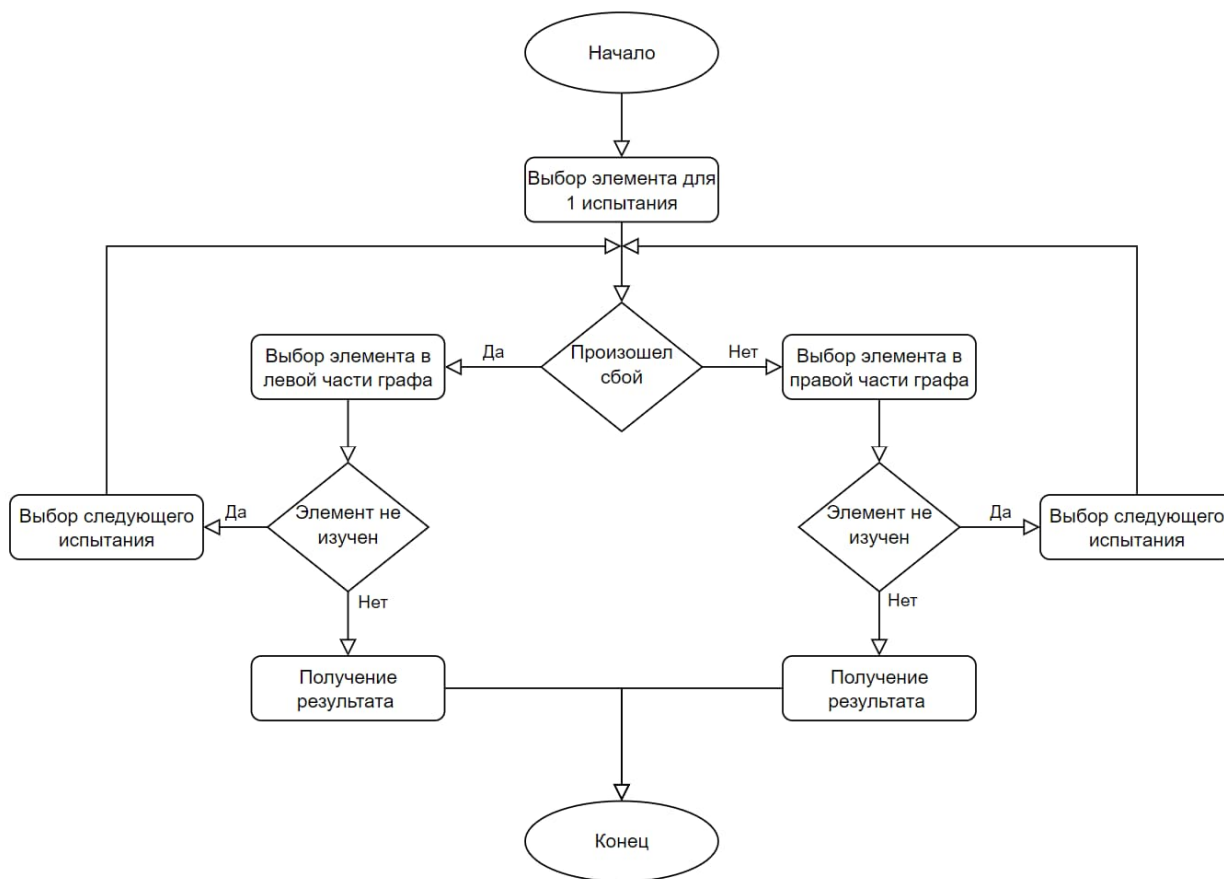 Начало
Выбор элемента для
1 испытания
Выбор элемента в
левой части графа
Да
Произошел
сбой
Нет
Выбор элемента в
правой части графа
Выбор следующего
испытания
Да
Элемент не
изучен
Элемент не
изучен
Да
Выбор следующего
испытания
Нет
Нет
Получение
результата
Получение
результата
Конец